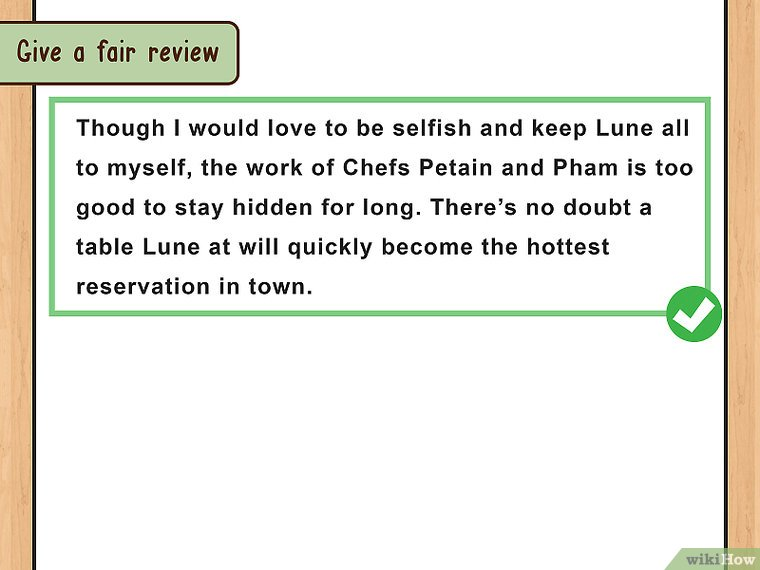 Give a fair review
Though I would love to be selfish and keep Lune all
to myself, the work of Chefs Petain and Pham is too
good to stay hidden for long. There’s no doubt a
table Lune at will quickly become the hottest
reservation in town.
wikiHow